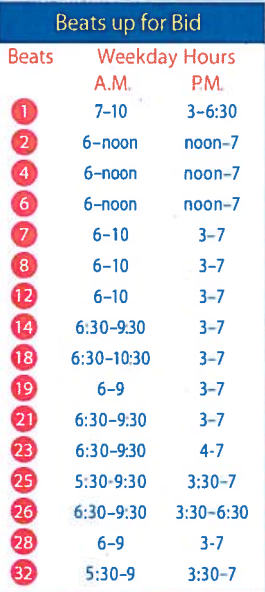 Beats up for Bid
Beats Weekday Hours
A.M. P.M.
1 7–10 3–6:30
2 6–noon noon–7
4 6–noon noon–7
6 6–noon noon–7
7 6–10 3–7
8 6–10 3–7
12 6–10 3–7
14 6:30–9:30 3–7
18 6:30–10:30 3–7
19 6–9 3–7
21 6:30–9:30 3–7
23 6:30–9:30 4-7
25 5:30-9:30 3:30–7
26 6:30–9:30 3:30–6:30
28 6–9 3-7
32 5:30–9 3:30–7